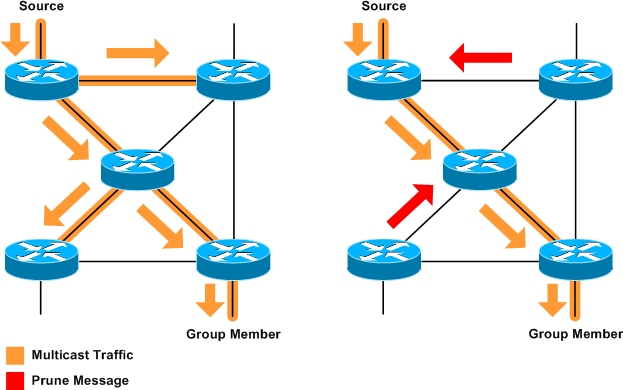 Source
Source
Group Member
Group Member
Multicast Traffic
Prune Message